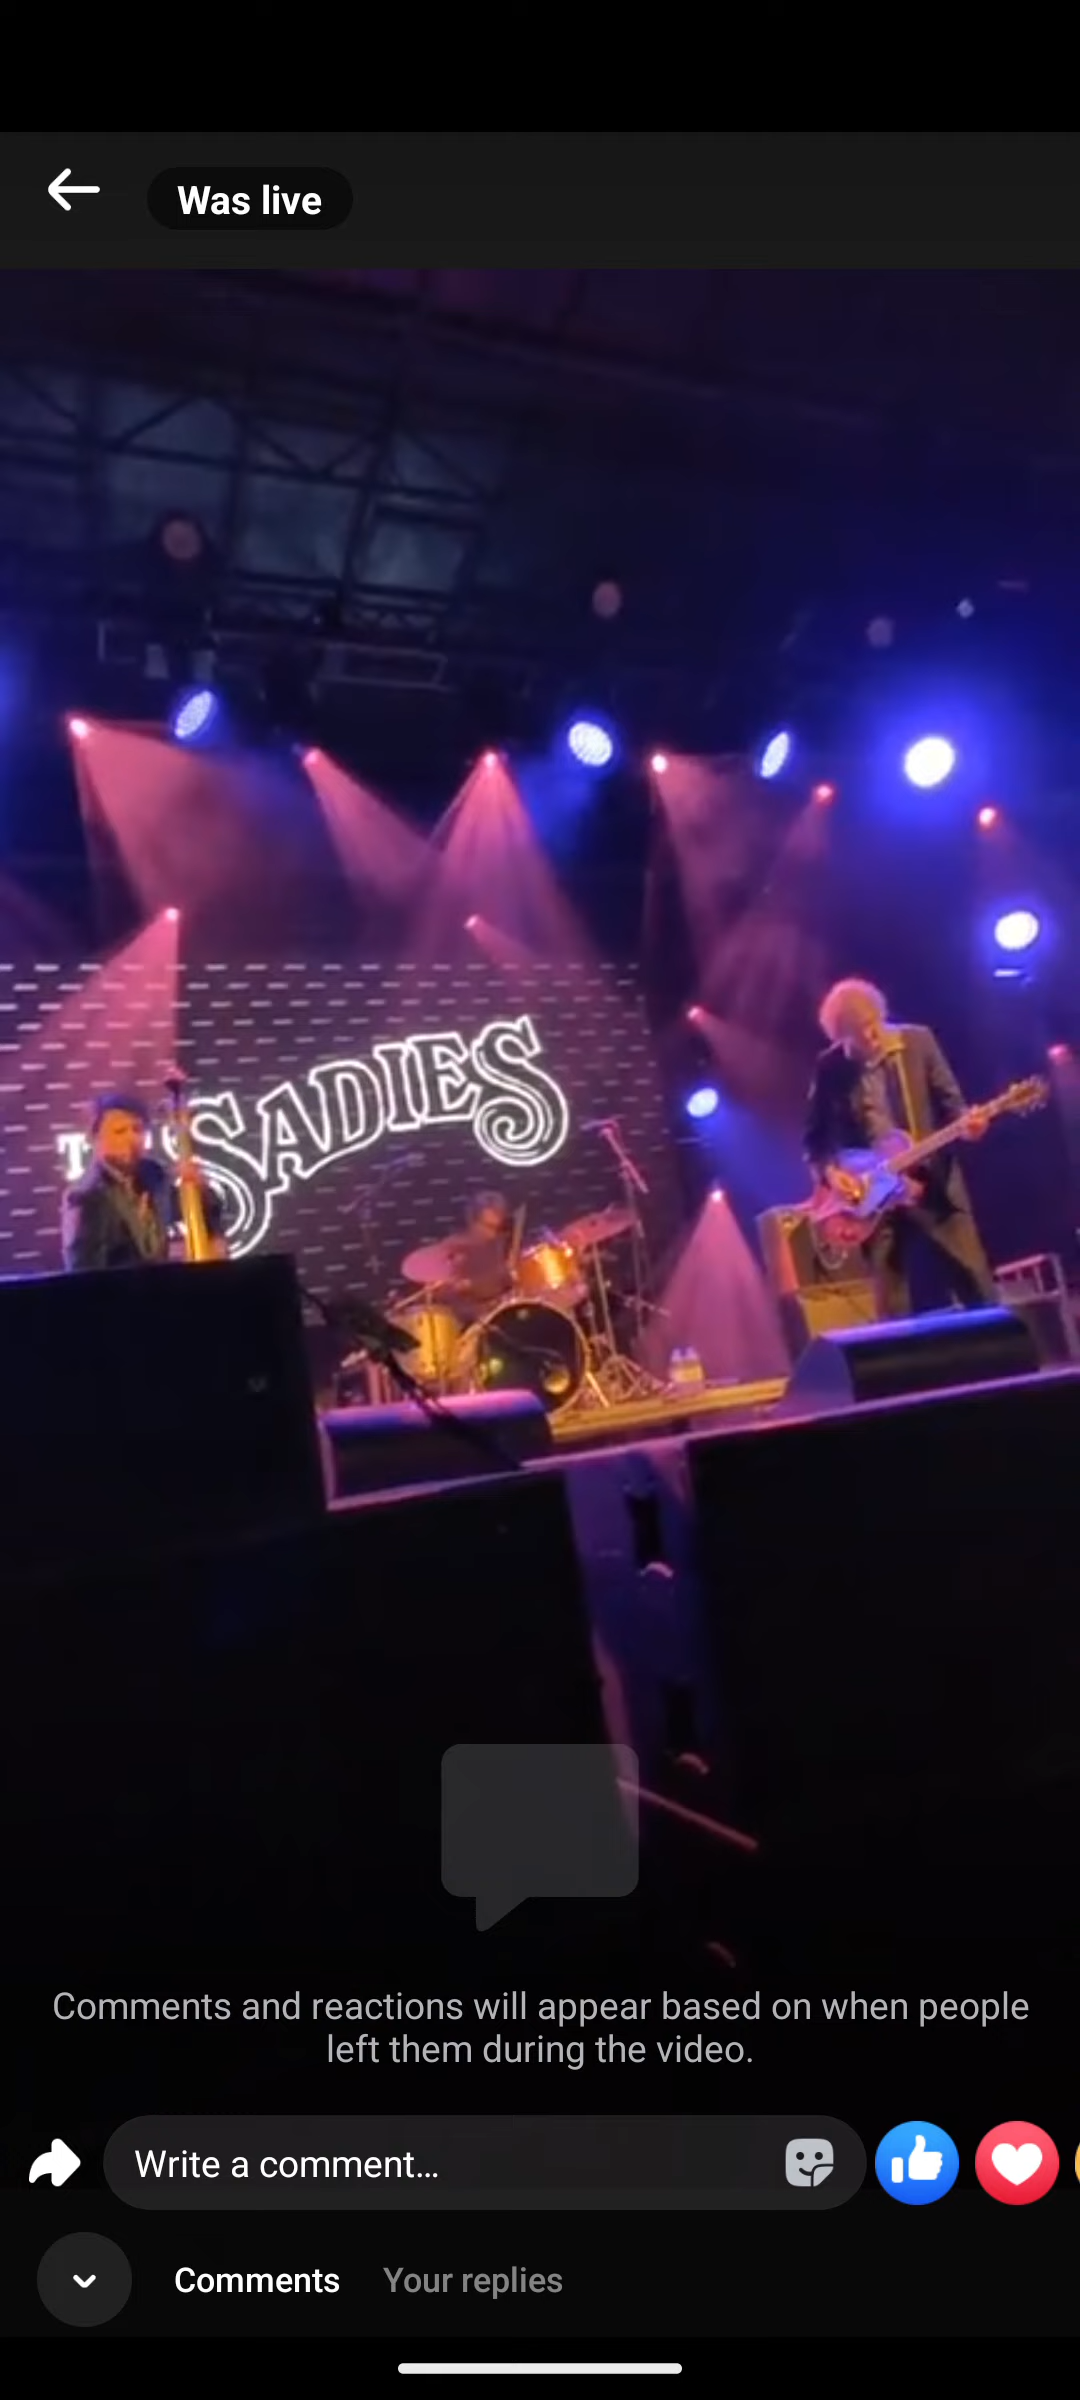 Was live
THE SADIES
Comments and reactions will appear based on when people
left them during the video.
Write a comment...
Comments
Your replies